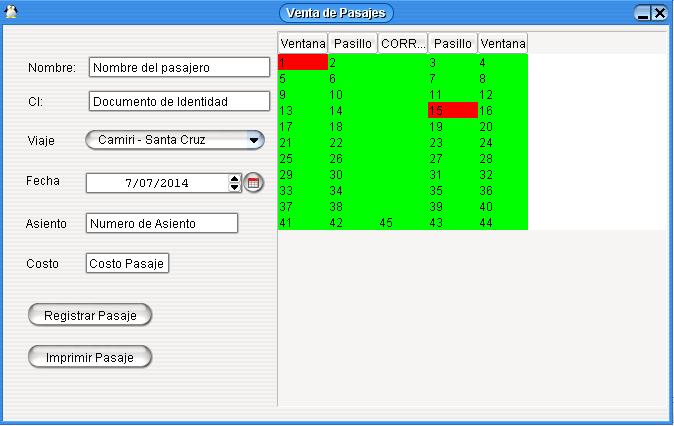 Venta de Pasajes
Nombre: Nombre del pasajero
CI: Documento de Identidad
Viaje Camiri - Santa Cruz
Fecha 7/07/2014
Asiento Numero de Asiento
Costo Costo Pasaje
Registrar Pasaje
Imprimir Pasaje
Ventana Pasillo CORR... Pasillo Ventana
1 2 3 4
5 6 7 8
9 10 11 12
13 14 15 16
17 18 19 20
21 22 23 24
25 26 27 28
29 30 31 32
33 34 35 36
37 38 39 40
41 42 45 43 44